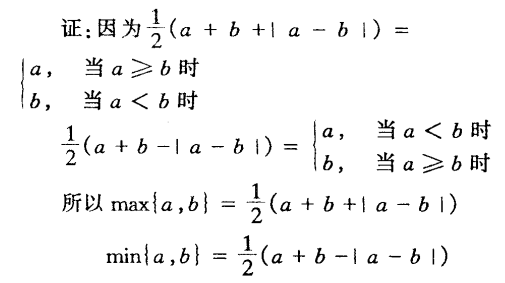 证:因为 1/2(a + b + | a - b |) =
{a, 当 a ⩾ b 时
{b, 当 a < b 时
1/2(a + b - | a - b |) = {a, 当 a < b 时
{b, 当 a ⩾ b 时
所以 max{a,b} = 1/2(a + b + | a - b |)
min{a,b} = 1/2(a + b - | a - b |)